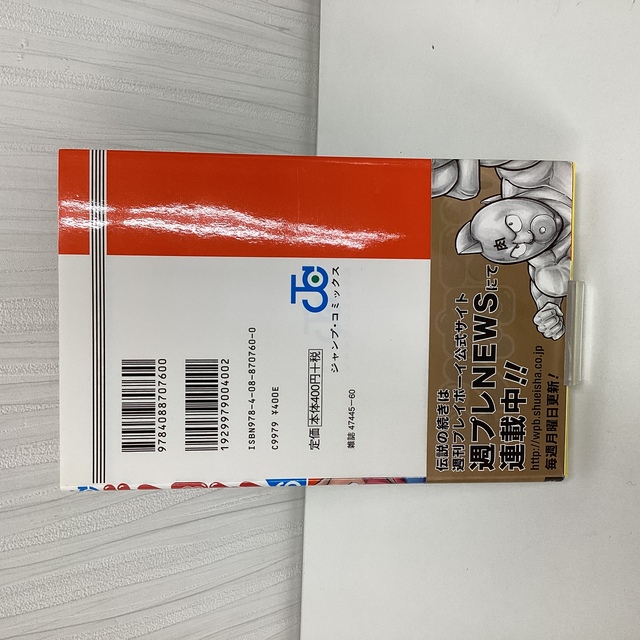 9784088707600
1929979004002
ISBN978-4-08-870760-0
C9979 ¥400E
定価 本体400円+税
雑誌 47445-60
ジャンプ・コミックス
肉
伝説の続きは
週刊プレイボーイ公式サイト
週プレNEWSにて
連載中!!
http://wpb.shueisha.co.jp
毎週月曜日更新!